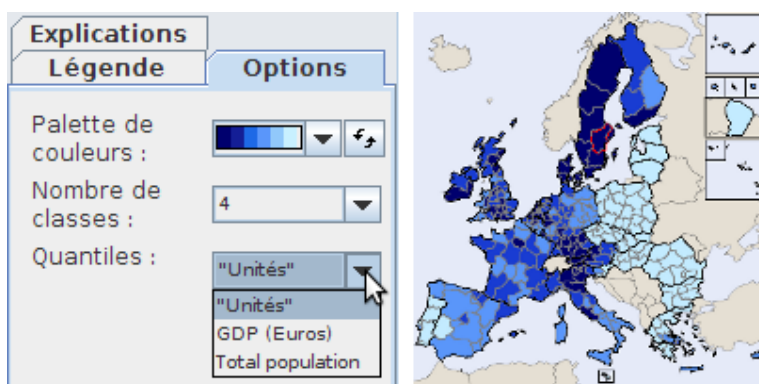 Explications
Légende
Options
Palette de
couleurs :
Nombre de
classes :
4
Quantiles :
"Unités"
"Unités"
GDP (Euros)
Total population